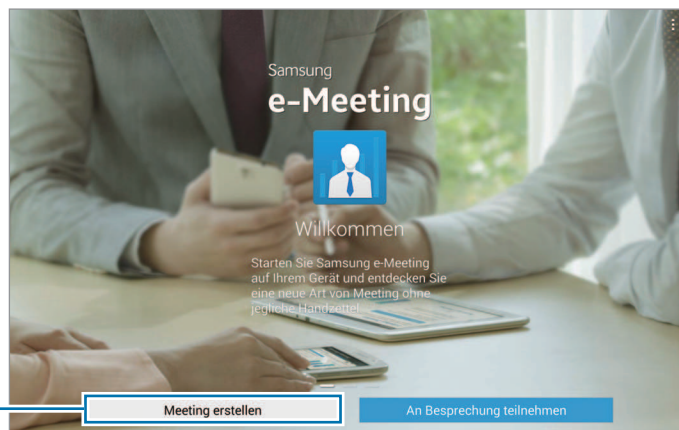 Samsung
e-Meeting
Willkommen
Starten Sie Samsung e-Meeting
auf Ihrem Gerät und entdecken Sie
eine neue Art von Meeting ohne
jegliche Handzettel.
Meeting erstellen
An Besprechung teilnehmen